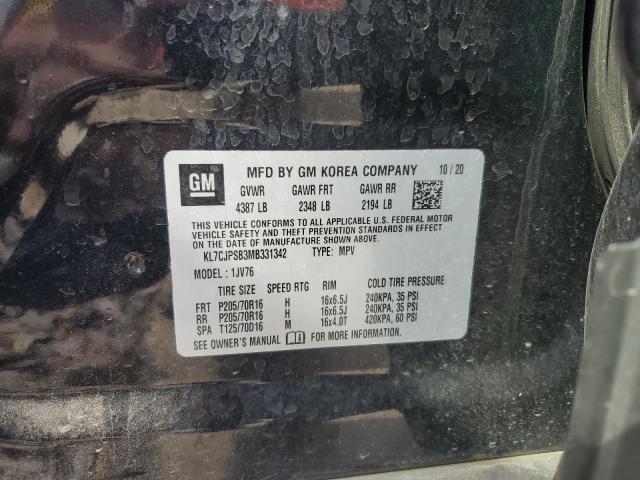 GM
MFD BY GM KOREA COMPANY 10 / 20
GVWR GAWR FRT GAWR RR
4387 LB 2348 LB 2194 LB
THIS VEHICLE CONFORMS TO ALL APPLICABLE U.S. FEDERAL MOTOR
VEHICLE SAFETY AND THEFT PREVENTION STANDARDS IN EFFECT
ON THE DATE OF MANUFACTURE SHOWN ABOVE.
KL7CJPSB3MB331342 TYPE: MPV
MODEL: 1JV76
TIRE SIZE SPEED RTG RIM COLD TIRE PRESSURE
FRT P205/70R16 H 16x6.5J 240KPA, 35 PSI
RR P205/70R16 H 16x6.5J 240KPA, 35 PSI
SPA T125/70D16 M 16x4.0T 420KPA, 60 PSI
SEE OWNER'S MANUAL FOR MORE INFORMATION.